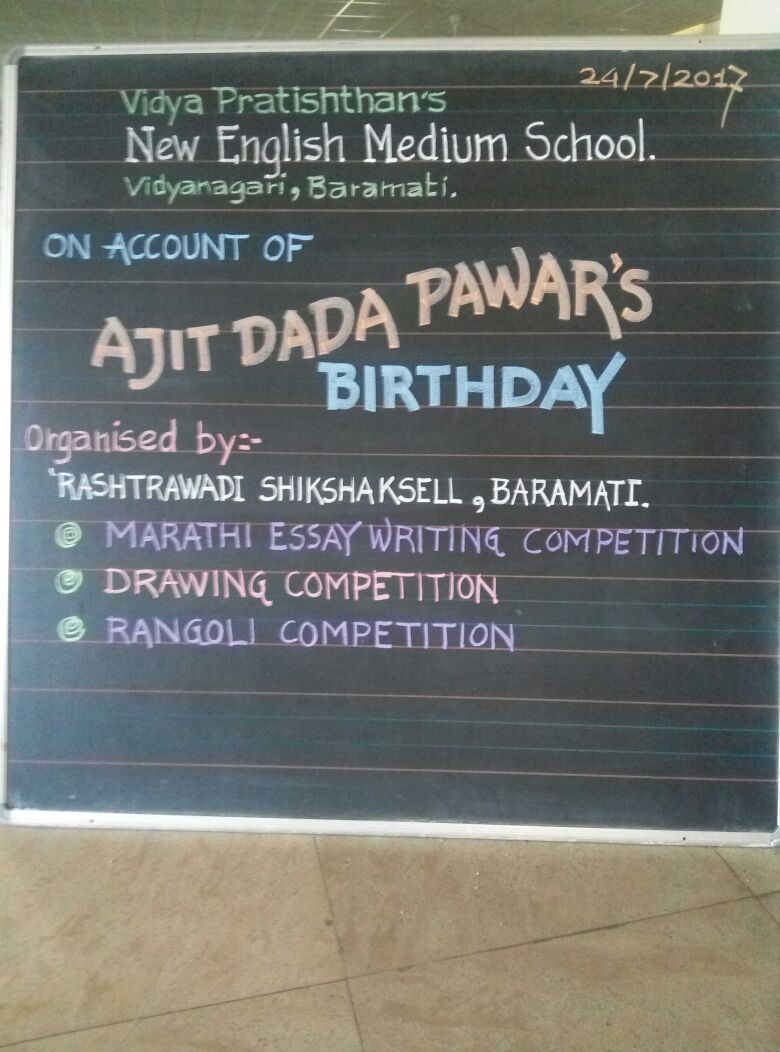 24/7/2017
Vidya Pratishthan's
New English Medium School.
Vidyanagari, Baramati.
ON ACCOUNT OF
AJIT DADA PAWAR'S
BIRTHDAY
Organised by:-
'RASHTRAWADI SHIKSHAKSELL, BARAMATI.
MARATHI ESSAY WRITING COMPETITION
DRAWING COMPETITION
RANGOLI COMPETITION